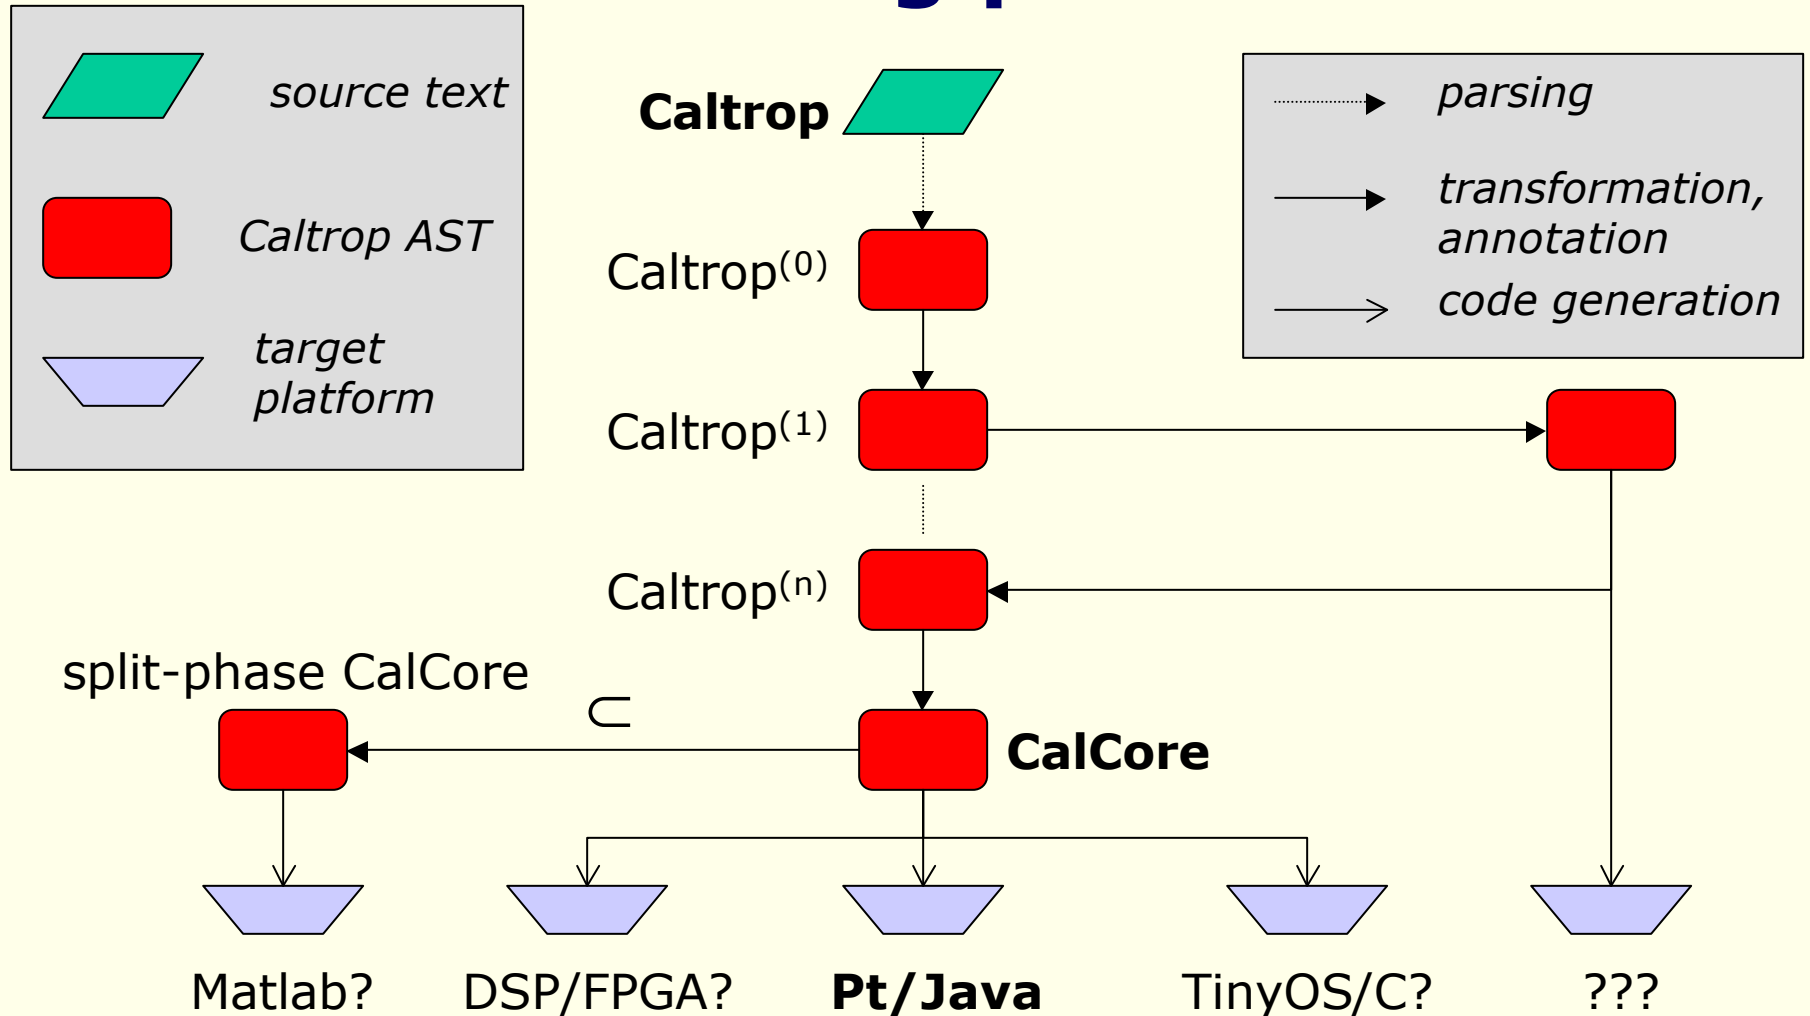 source text
Caltrop AST
target
platform
Caltrop
parsing
transformation,
annotation
code generation
Caltrop⁽⁰⁾
Caltrop⁽¹⁾
Caltrop⁽ⁿ⁾
split-phase CalCore
⊂
CalCore
Matlab?
DSP/FPGA?
Pt/Java
TinyOS/C?
???